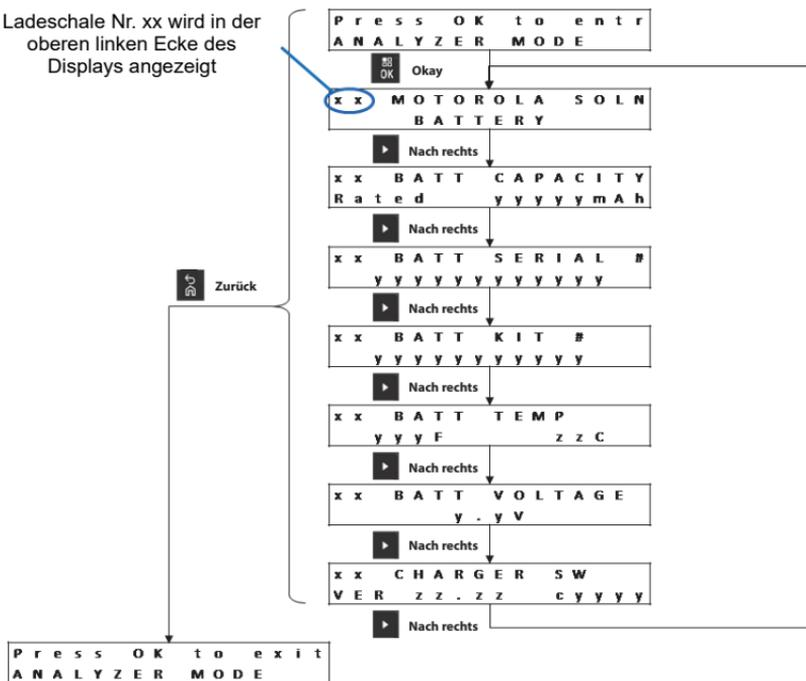 Ladeschale Nr. xx wird in der
oberen linken Ecke des
Displays angezeigt
Press OK to entr
ANALYZER MODE
OK Okay
xx MOTOROLA SOLN
BATTERY
Nach rechts
xx BATT CAPACITY
Rated yyyyymAh
Nach rechts
xx BATT SERIAL #
yyyyyyyyyyyy
Zurück
Nach rechts
xx BATT KIT #
yyyyyyyyyyy
Nach rechts
xx BATT TEMP
yyyF zzC
Nach rechts
xx BATT VOLTAGE
y.yV
Nach rechts
xx CHARGER SW
VER zz.zz cyyyy
Nach rechts
Press OK to exit
ANALYZER MODE